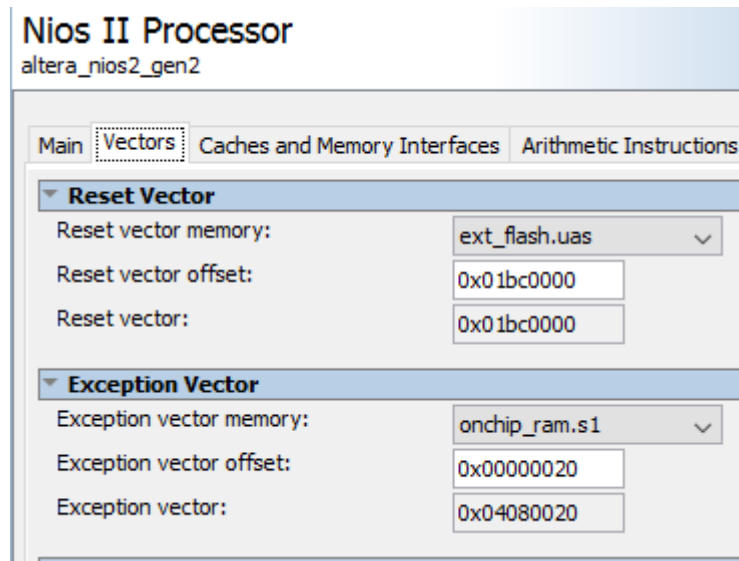 Nios II Processor
altera_nios2_gen2
Main Vectors Caches and Memory Interfaces Arithmetic Instructions
Reset Vector
Reset vector memory: ext_flash.uas
Reset vector offset: 0x01bc0000
Reset vector: 0x01bc0000
Exception Vector
Exception vector memory: onchip_ram.s1
Exception vector offset: 0x00000020
Exception vector: 0x04080020